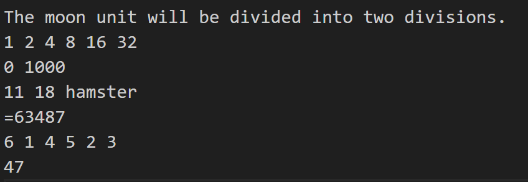 The moon unit will be divided into two divisions.
1 2 4 8 16 32
0 1000
11 18 hamster
=63487
6 1 4 5 2 3
47